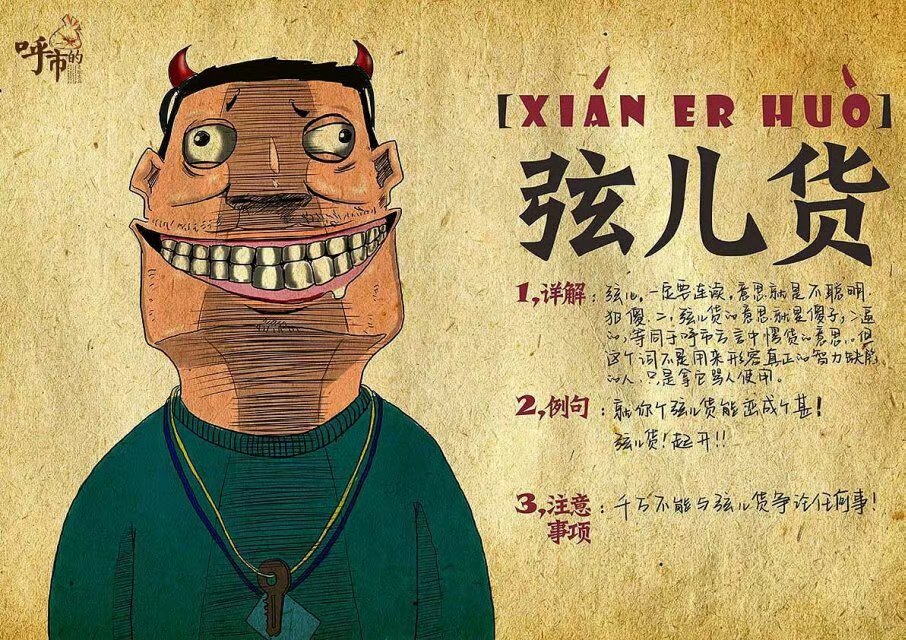 呼市的
[XIÁN ER HUÒ]
弦儿货
1,详解：弦儿，一定要连读，意思就是不聪明.
犯傻、二，弦儿货的意思就是傻子，二逼
的，等同于呼市方言中愣货的意思。但
这个词不是用来形容真正的智力缺陷
的人，只是拿它骂人使用。
2,例句：就你个弦儿货能亚成个甚！
弦儿货！起开！！
3,注意
事项：千万不能与弦儿货争论任何事！